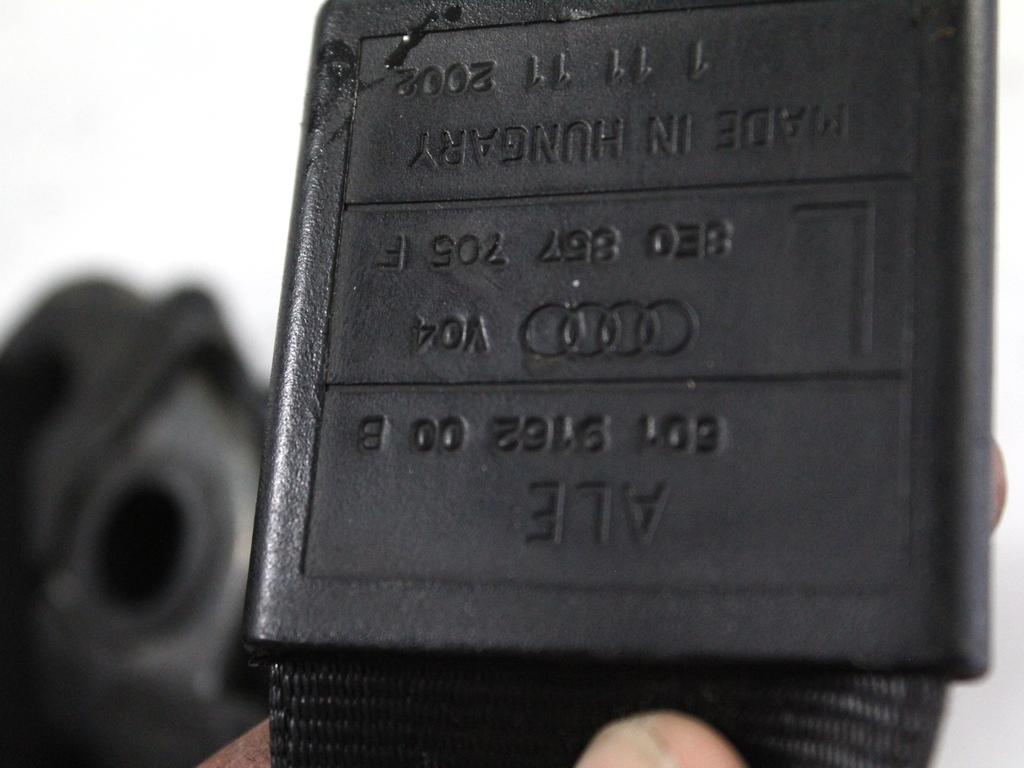 ALE
601 9162 00 B
V04
8E0 857 705 F
L
MADE IN HUNGARY
1 11 11 2002